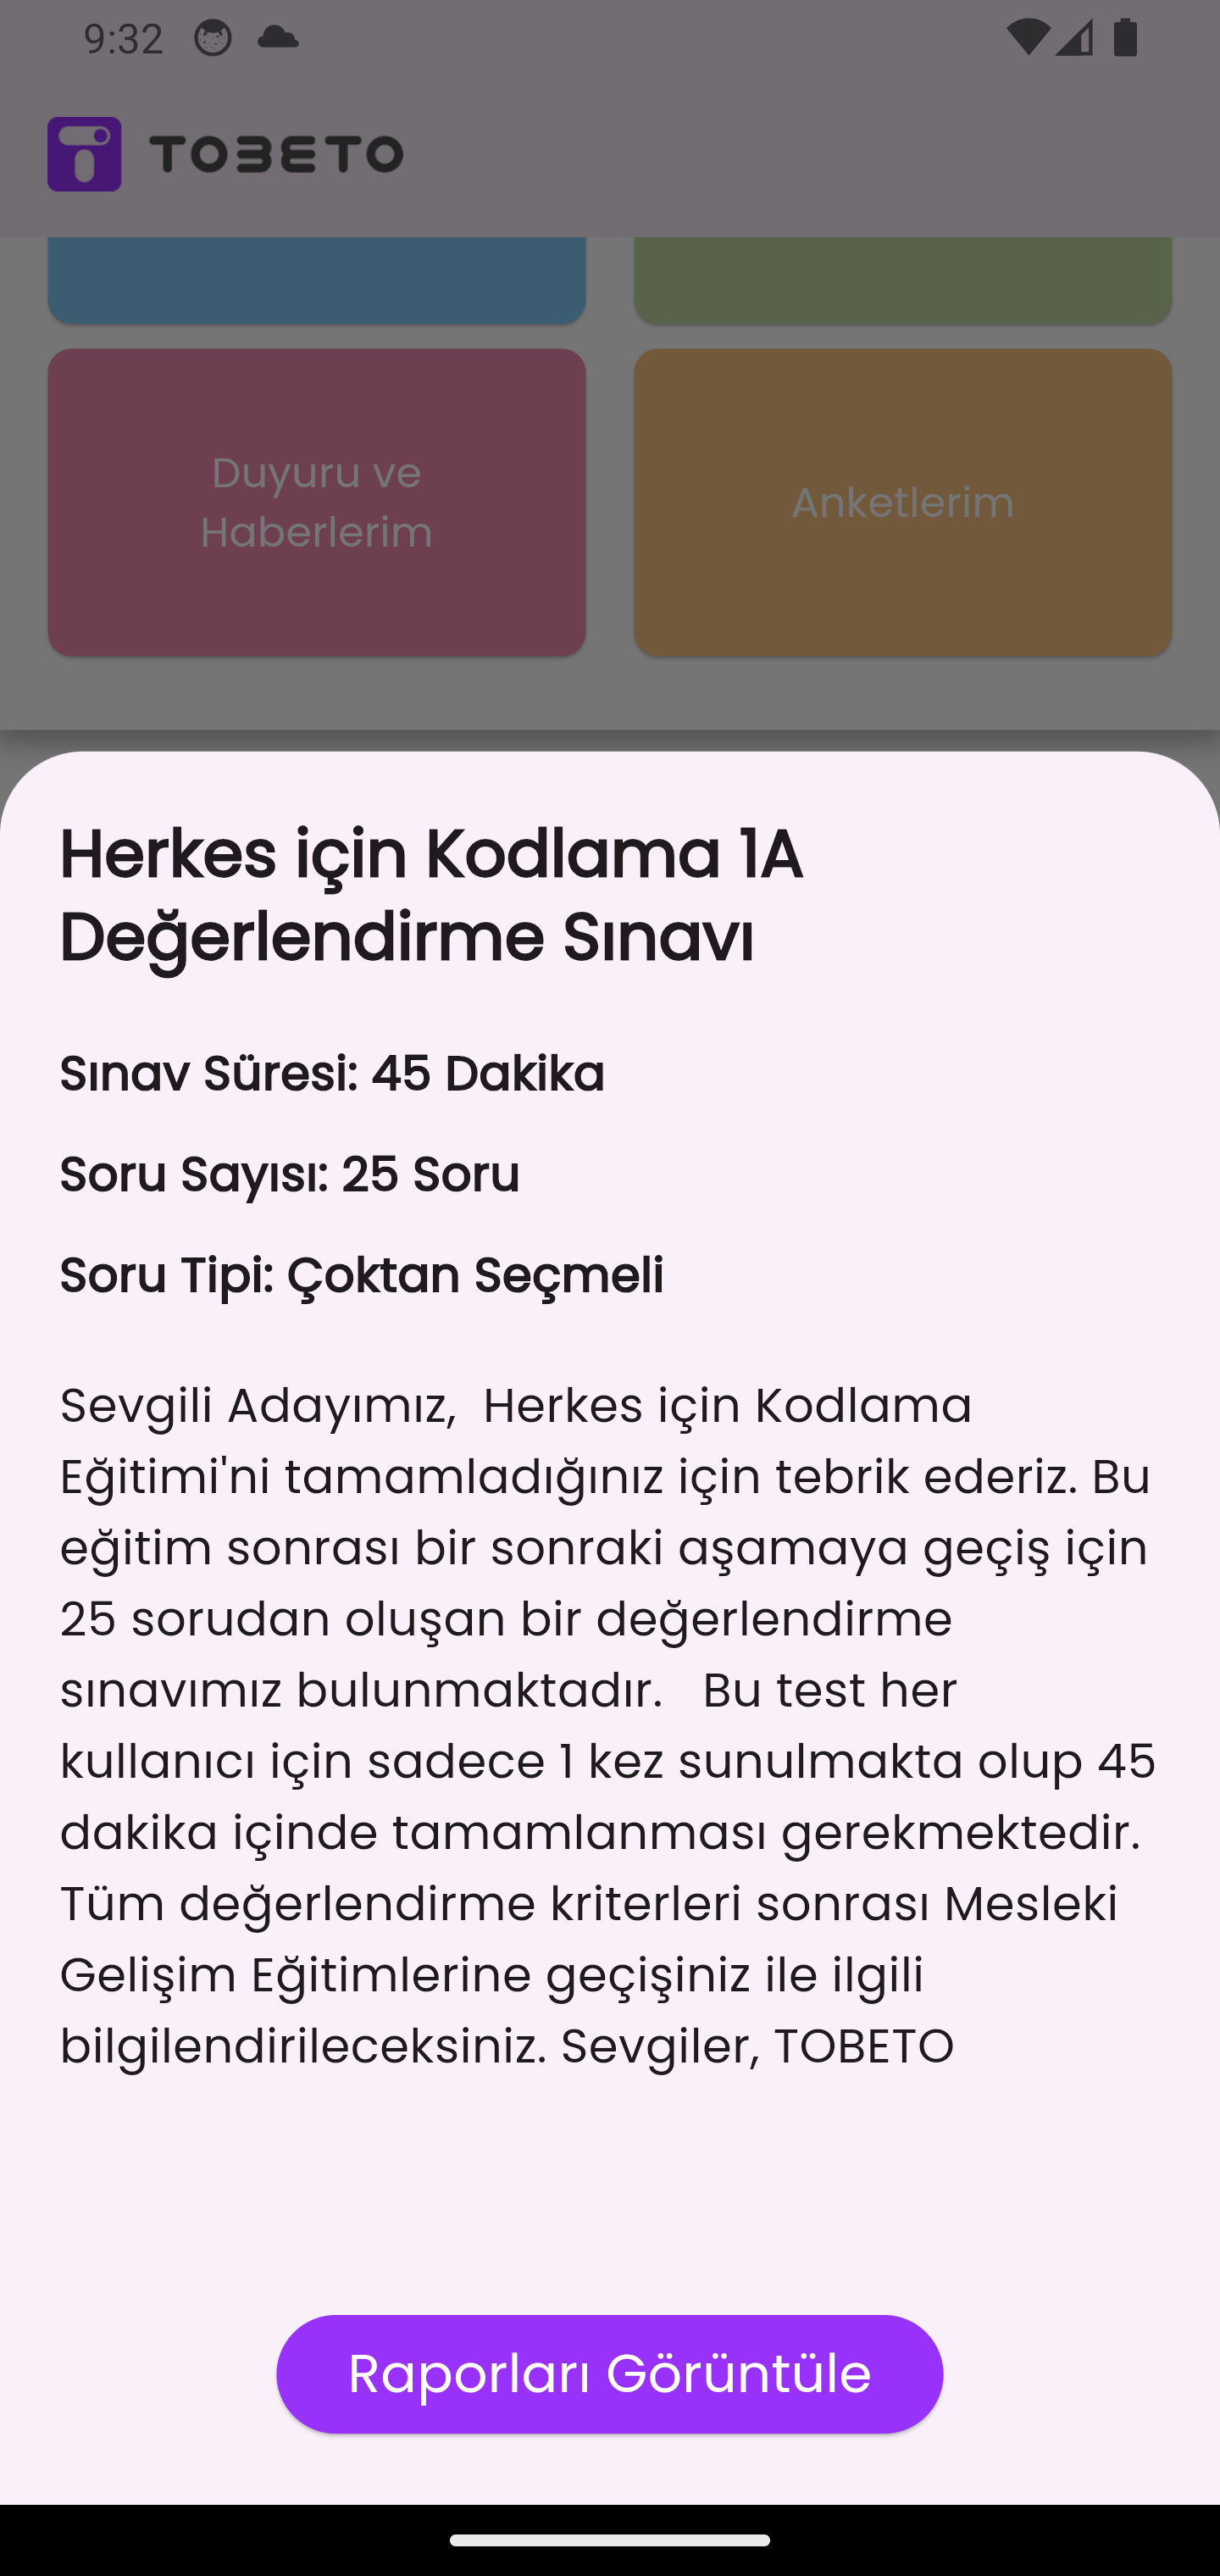 9:32
TOBETO
Duyuru ve
Haberlerim
Anketlerim
Herkes için Kodlama 1A
Değerlendirme Sınavı
Sınav Süresi: 45 Dakika
Soru Sayısı: 25 Soru
Soru Tipi: Çoktan Seçmeli
Sevgili Adayımız,  Herkes için Kodlama
Eğitimi'ni tamamladığınız için tebrik ederiz. Bu
eğitim sonrası bir sonraki aşamaya geçiş için
25 sorudan oluşan bir değerlendirme
sınavımız bulunmaktadır.   Bu test her
kullanıcı için sadece 1 kez sunulmakta olup 45
dakika içinde tamamlanması gerekmektedir.
Tüm değerlendirme kriterleri sonrası Mesleki
Gelişim Eğitimlerine geçişiniz ile ilgili
bilgilendirileceksiniz. Sevgiler, TOBETO
Raporları Görüntüle